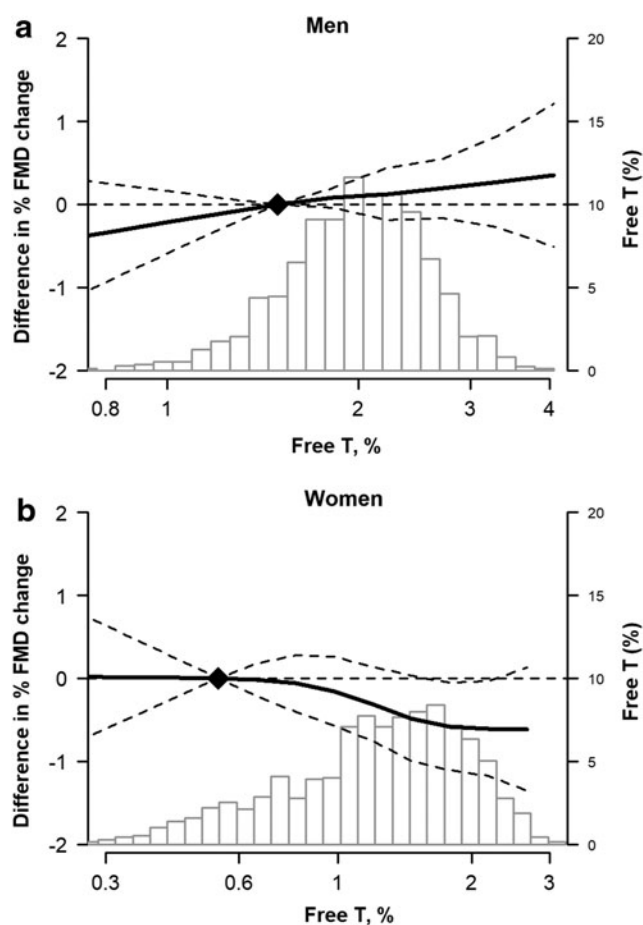 a
Men
2
1
0
-1
-2
Difference in % FMD change
20
15
10
5
0
Free T (%)
0.8 1 2 3 4
Free T, %
b
Women
2
1
0
-1
-2
Difference in % FMD change
20
15
10
5
0
Free T (%)
0.3 0.6 1 2 3
Free T, %